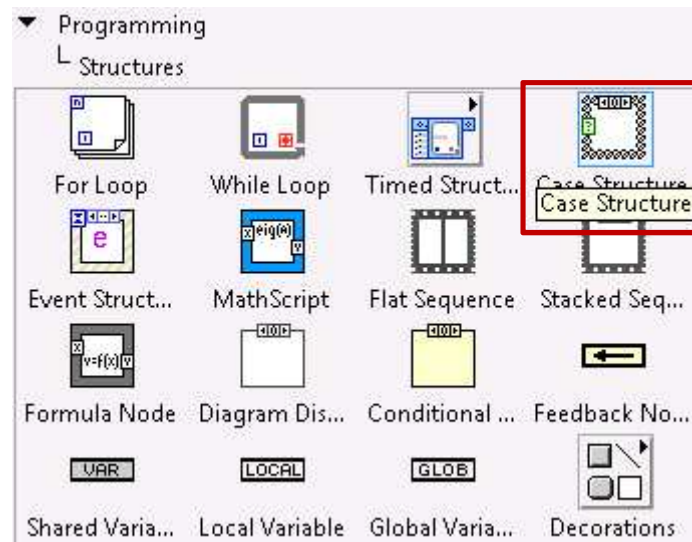 Programming
Structures
For Loop While Loop Timed Struct... Case Structure
Case Structure
Event Struct... MathScript Flat Sequence Stacked Seq...
Formula Node Diagram Dis... Conditional ... Feedback No...
VAR LOCAL GLOB
Shared Varia... Local Variable Global Varia... Decorations